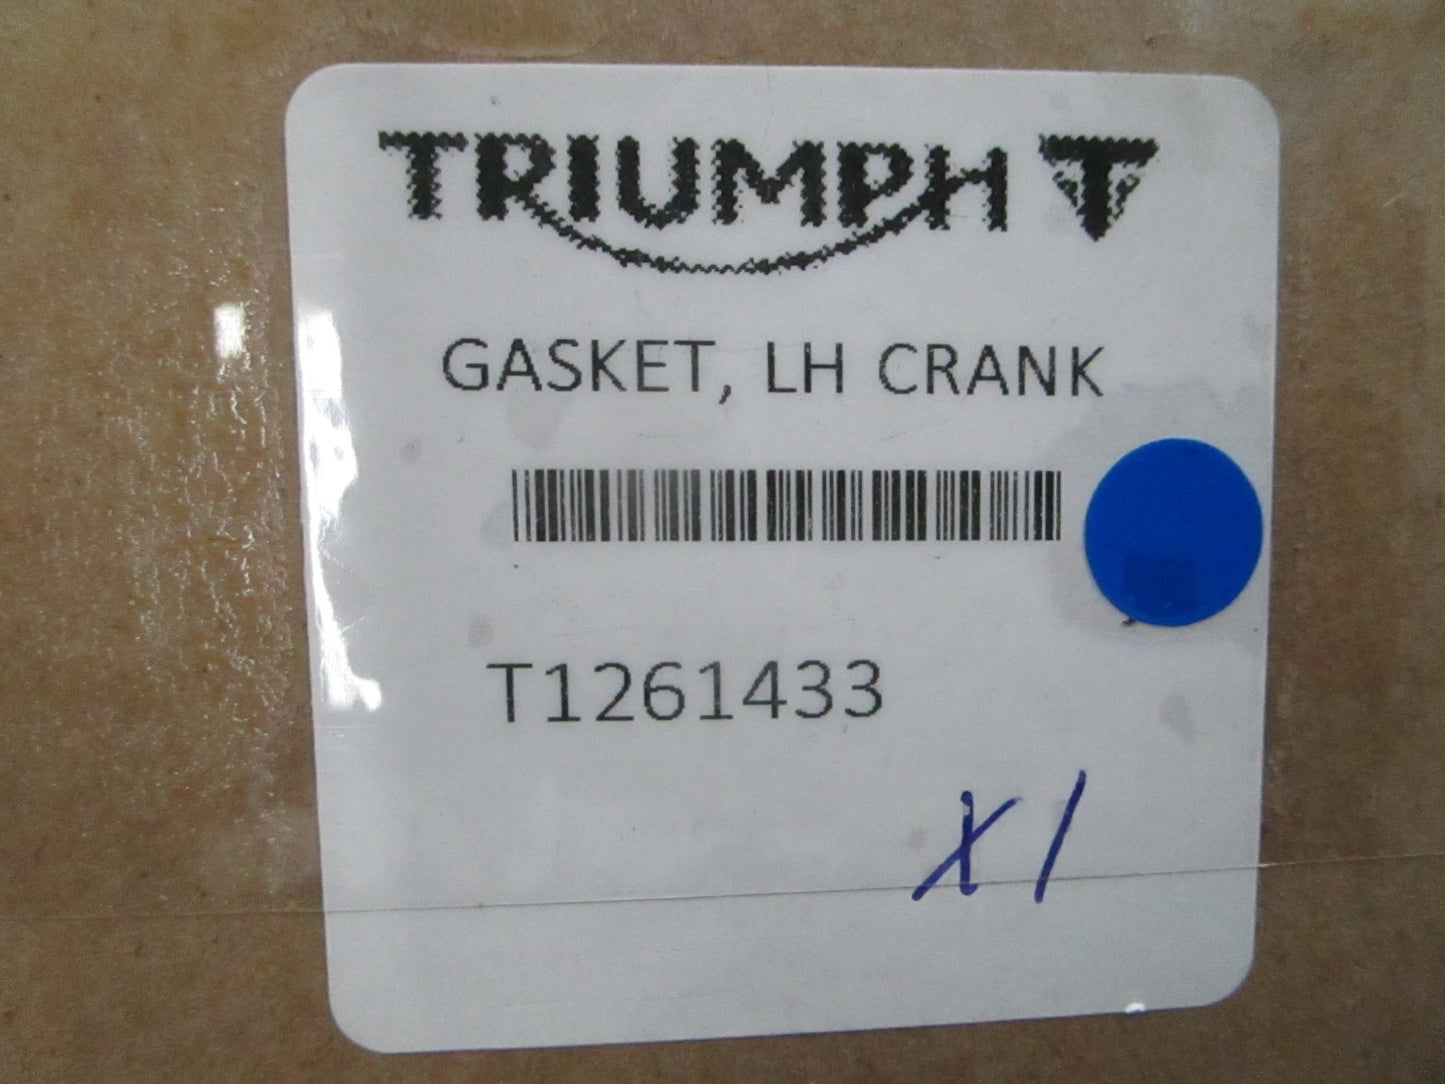 TRIUMPH T
GASKET, LH CRANK
T1261433
X1